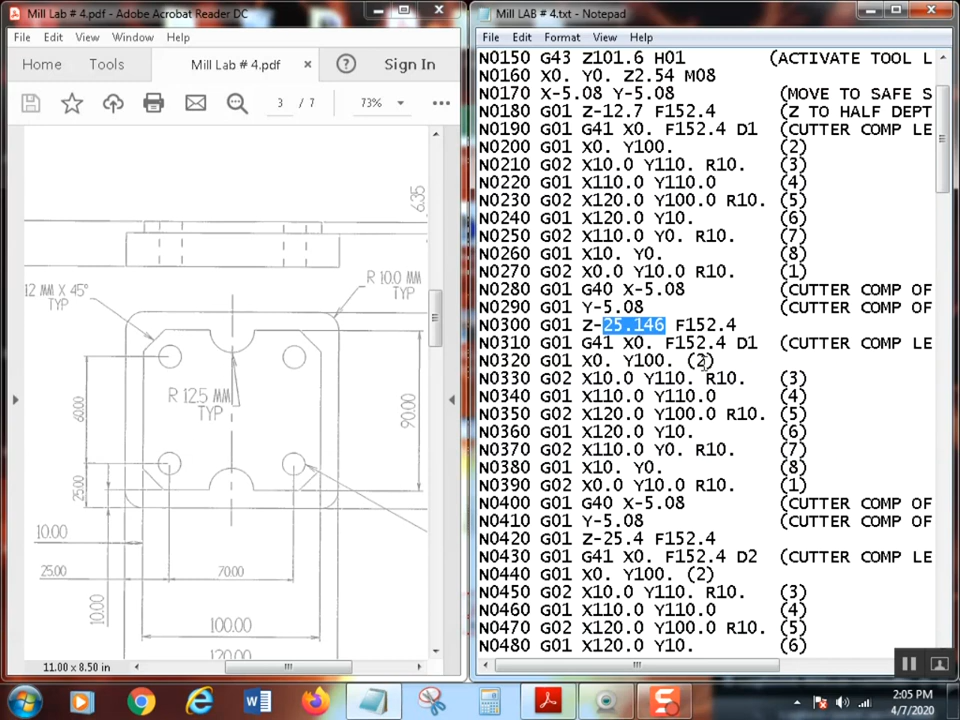 Mill Lab # 4.pdf - Adobe Acrobat Reader DC
File Edit View Window Help
Home Tools Mill Lab # 4.pdf × ? Sign In
3 / 7 73%
6.35
12 MM X 45°
TYP
R 10.0 MM
TYP
R 12.5 MM
TYP
60.00
90.00
25.00
10.00
25.00
70.00
10.00
100.00
120.00
11.00 x 8.50 in
Mill LAB # 4.txt - Notepad
File Edit Format View Help
N0150 G43 Z101.6 H01 (ACTIVATE TOOL L
N0160 X0. Y0. Z2.54 M08
N0170 X-5.08 Y-5.08 (MOVE TO SAFE S
N0180 G01 Z-12.7 F152.4 (Z TO HALF DEPT
N0190 G01 G41 X0. F152.4 D1 (CUTTER COMP LE
N0200 G01 X0. Y100. (2)
N0210 G02 X10.0 Y110. R10. (3)
N0220 G01 X110.0 Y110.0 (4)
N0230 G02 X120.0 Y100.0 R10. (5)
N0240 G01 X120.0 Y10. (6)
N0250 G02 X110.0 Y0. R10. (7)
N0260 G01 X10. Y0. (8)
N0270 G02 X0.0 Y10.0 R10. (1)
N0280 G01 G40 X-5.08 (CUTTER COMP OF
N0290 G01 Y-5.08 (CUTTER COMP OF
N0300 G01 Z-25.146 F152.4
N0310 G01 G41 X0. F152.4 D1 (CUTTER COMP LE
N0320 G01 X0. Y100. (2)
N0330 G02 X10.0 Y110. R10. (3)
N0340 G01 X110.0 Y110.0 (4)
N0350 G02 X120.0 Y100.0 R10. (5)
N0360 G01 X120.0 Y10. (6)
N0370 G02 X110.0 Y0. R10. (7)
N0380 G01 X10. Y0. (8)
N0390 G02 X0.0 Y10.0 R10. (1)
N0400 G01 G40 X-5.08 (CUTTER COMP OF
N0410 G01 Y-5.08 (CUTTER COMP OF
N0420 G01 Z-25.4 F152.4
N0430 G01 G41 X0. F152.4 D2 (CUTTER COMP LE
N0440 G01 X0. Y100. (2)
N0450 G02 X10.0 Y110. R10. (3)
N0460 G01 X110.0 Y110.0 (4)
N0470 G02 X120.0 Y100.0 R10. (5)
N0480 G01 X120.0 Y10. (6)
2:05 PM
4/7/2020